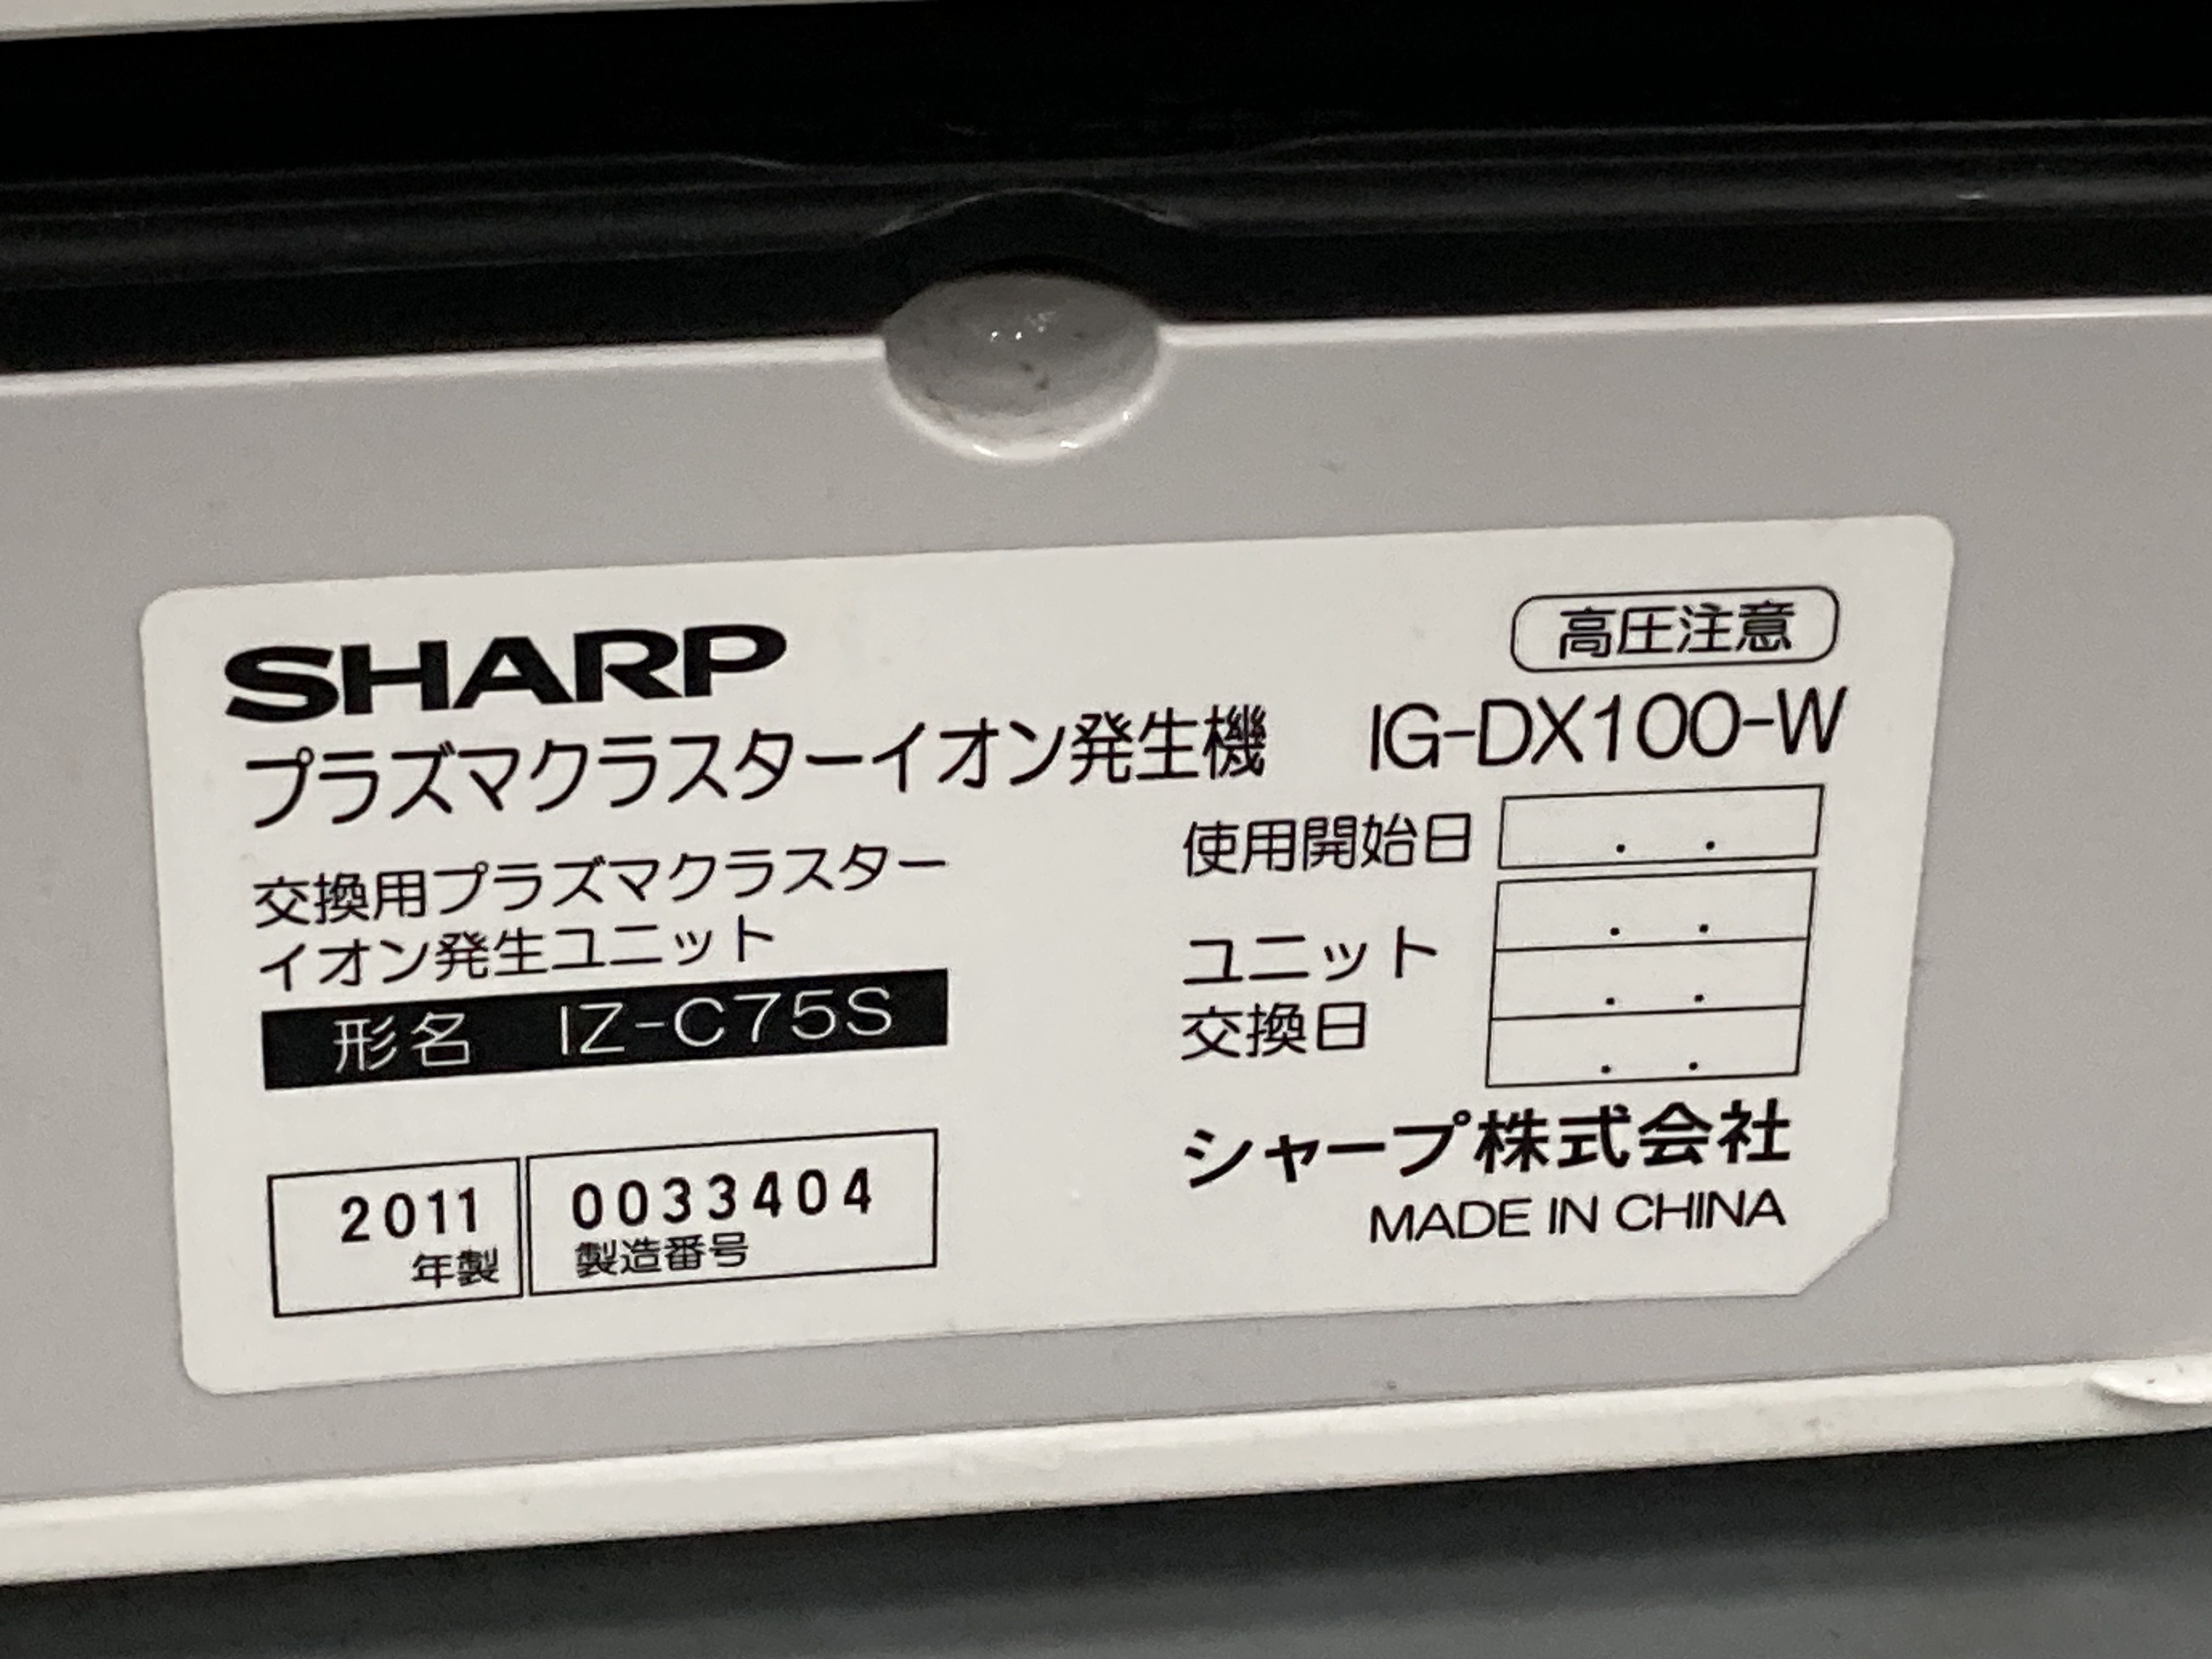 SHARP
高圧注意
プラズマクラスターイオン発生機 IG-DX100-W
交換用プラズマクラスター
イオン発生ユニット
形名 IZ-C75S
使用開始日 . .
ユニット
交換日
. .
. .
. .
2011
年製
0033404
製造番号
シャープ株式会社
MADE IN CHINA